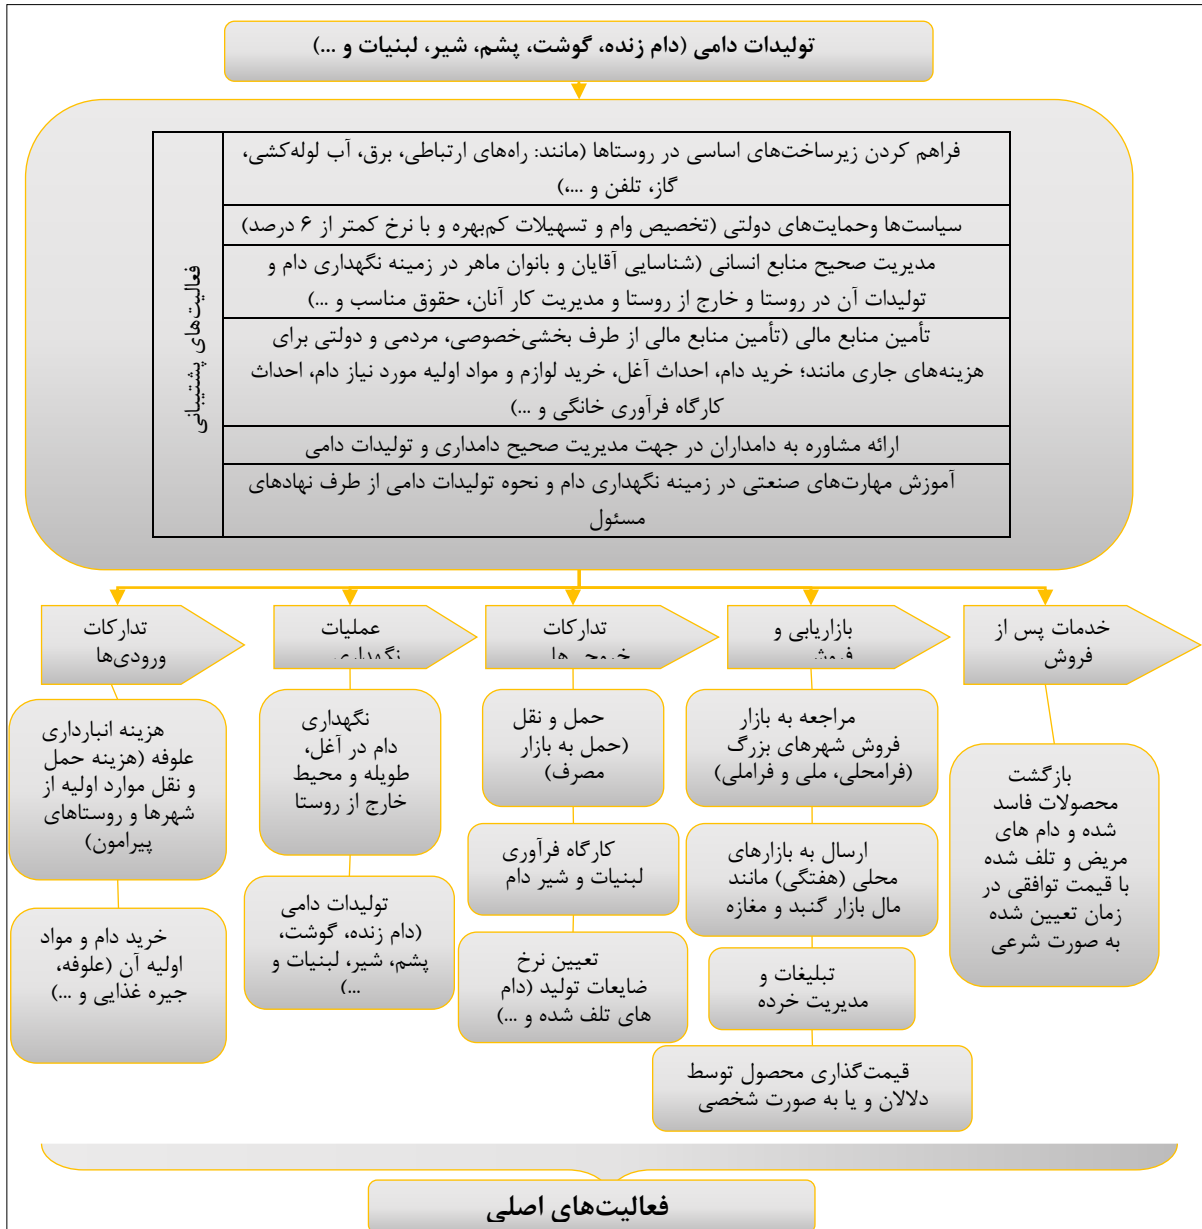 تولیدات دامی (دام زنده، گوشت، پشم، شیر، لبنیات و ...)
فعالیت‌های پشتیبانی
فراهم کردن زیرساخت‌های اساسی در روستاها (مانند: راه‌های ارتباطی، برق، آب لوله‌کشی،
گاز، تلفن و ...،)
سیاست‌ها وحمایت‌های دولتی (تخصیص وام و تسهیلات کم‌بهره و با نرخ کمتر از ۶ درصد)
مدیریت صحیح منابع انسانی (شناسایی آقایان و بانوان ماهر در زمینه نگهداری دام و
تولیدات آن در روستا و خارج از روستا و مدیریت کار آنان، حقوق مناسب و ...)
تأمین منابع مالی (تأمین منابع مالی از طرف بخشی‌خصوصی، مردمی و دولتی برای
هزینه‌های جاری مانند؛ خرید دام، احداث آغل، خرید لوازم و مواد اولیه مورد نیاز دام، احداث
کارگاه فرآوری خانگی و ...)
ارائه مشاوره به دامداران در جهت مدیریت صحیح دامداری و تولیدات دامی
آموزش مهارت‌های صنعتی در زمینه نگهداری دام و نحوه تولیدات دامی از طرف نهادهای
مسئول
تدارکات
ورودی‌ها
هزینه انبارداری
علوفه (هزینه حمل
و نقل موارد اولیه از
شهرها و روستاهای
پیرامون)
خرید دام و مواد
اولیه آن (علوفه،
جیره غذایی و ...)
عملیات
نگهداری
نگهداری
دام در آغل،
طویله و محیط
خارج از روستا
تولیدات دامی
(دام زنده، گوشت،
پشم، شیر، لبنیات و
...)
تدارکات
خروجی‌ها
حمل و نقل
(حمل به بازار
مصرف)
کارگاه فرآوری
لبنیات و شیر دام
تعیین نرخ
ضایعات تولید (دام
های تلف شده و ...)
بازاریابی و
فروش
مراجعه به بازار
فروش شهرهای بزرگ
(فرامحلی، ملی و فراملی)
ارسال به بازارهای
محلی (هفتگی) مانند
مال بازار گنبد و مغازه
تبلیغات و
مدیریت خرده
قیمت‌گذاری محصول توسط
دلالان و یا به صورت شخصی
خدمات پس از
فروش
بازگشت
محصولات فاسد
شده و دام های
مریض و تلف شده
با قیمت توافقی در
زمان تعیین شده
به صورت شرعی
فعالیت‌های اصلی